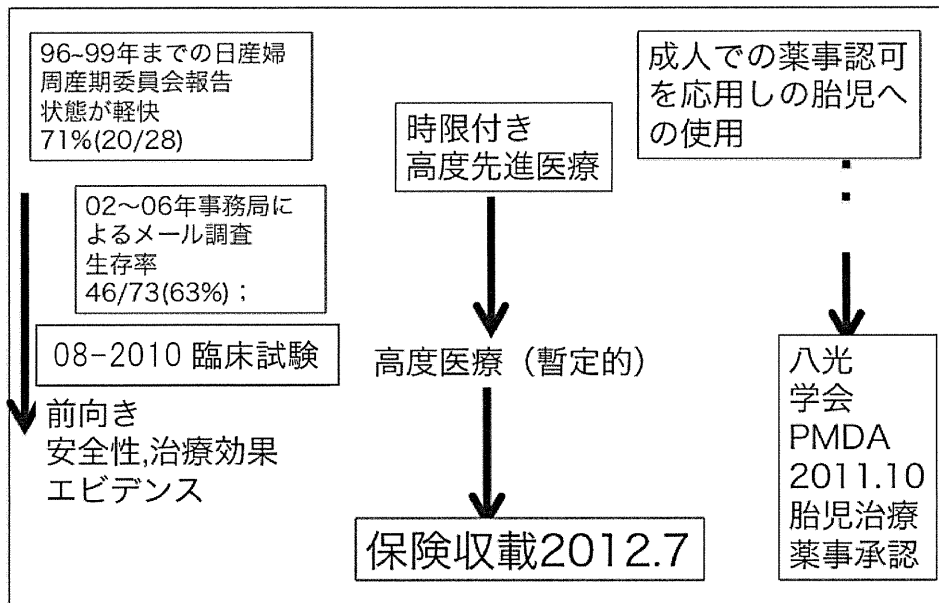 96~99年までの日産婦
周産期委員会報告
状態が軽快
71%(20/28)
02〜06年事務局に
よるメール調査
生存率
46/73(63%)；
08-2010 臨床試験
前向き
安全性,治療効果
エビデンス
時限付き
高度先進医療
高度医療（暫定的）
保険収載2012.7
成人での薬事認可
を応用しの胎児へ
の使用
八光
学会
PMDA
2011.10
胎児治療
薬事承認